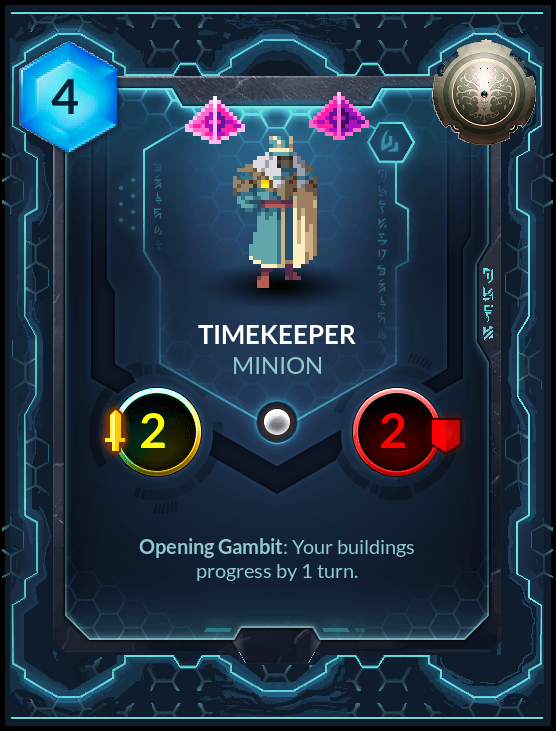 4
TIMEKEEPER
MINION
2
2
Opening Gambit: Your buildings
progress by 1 turn.